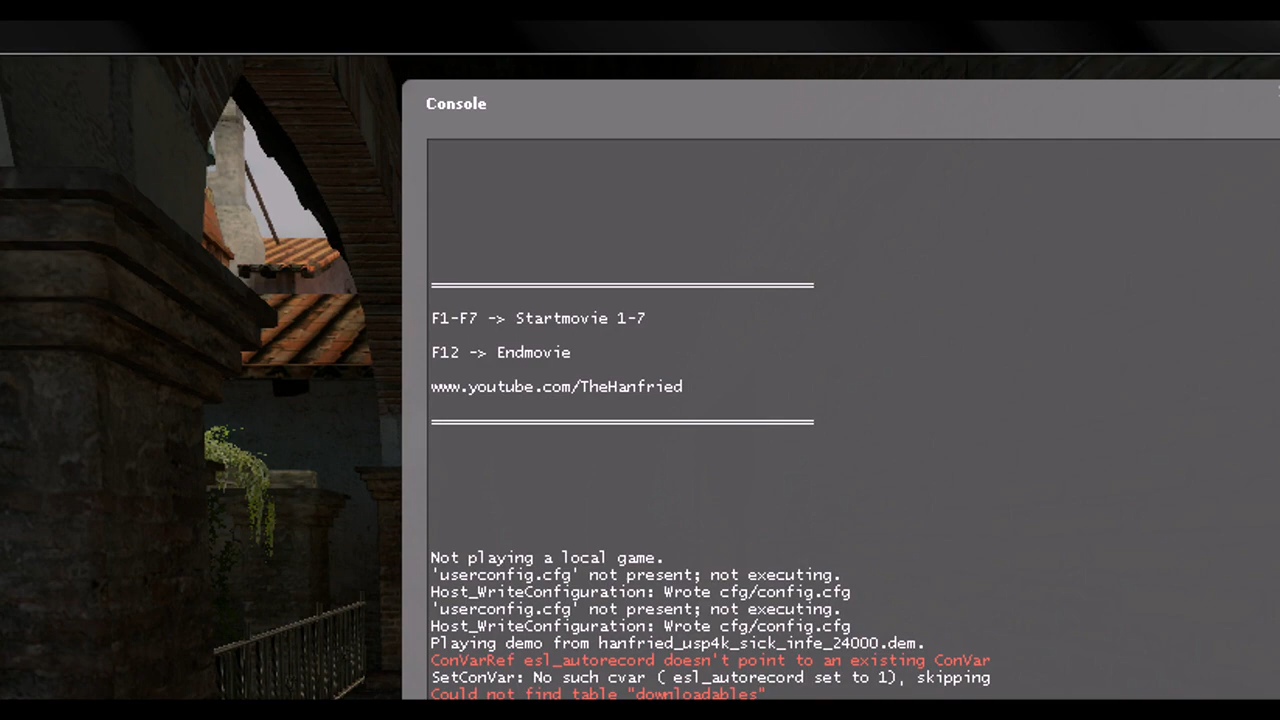 Console
F1-F7 -> Startmovie 1-7
F12 -> Endmovie
www.youtube.com/TheHanfried
Not playing a local game.
'userconfig.cfg' not present; not executing.
Host_WriteConfiguration: Wrote cfg/config.cfg
'userconfig.cfg' not present; not executing.
Host_WriteConfiguration: Wrote cfg/config.cfg
Playing demo from hanfried_usp4k_sick_infe_24000.dem.
ConVarRef esl_autorecord doesn't point to an existing ConVar
SetConVar: No such cvar ( esl_autorecord set to 1), skipping
Could not find table "downloadables"